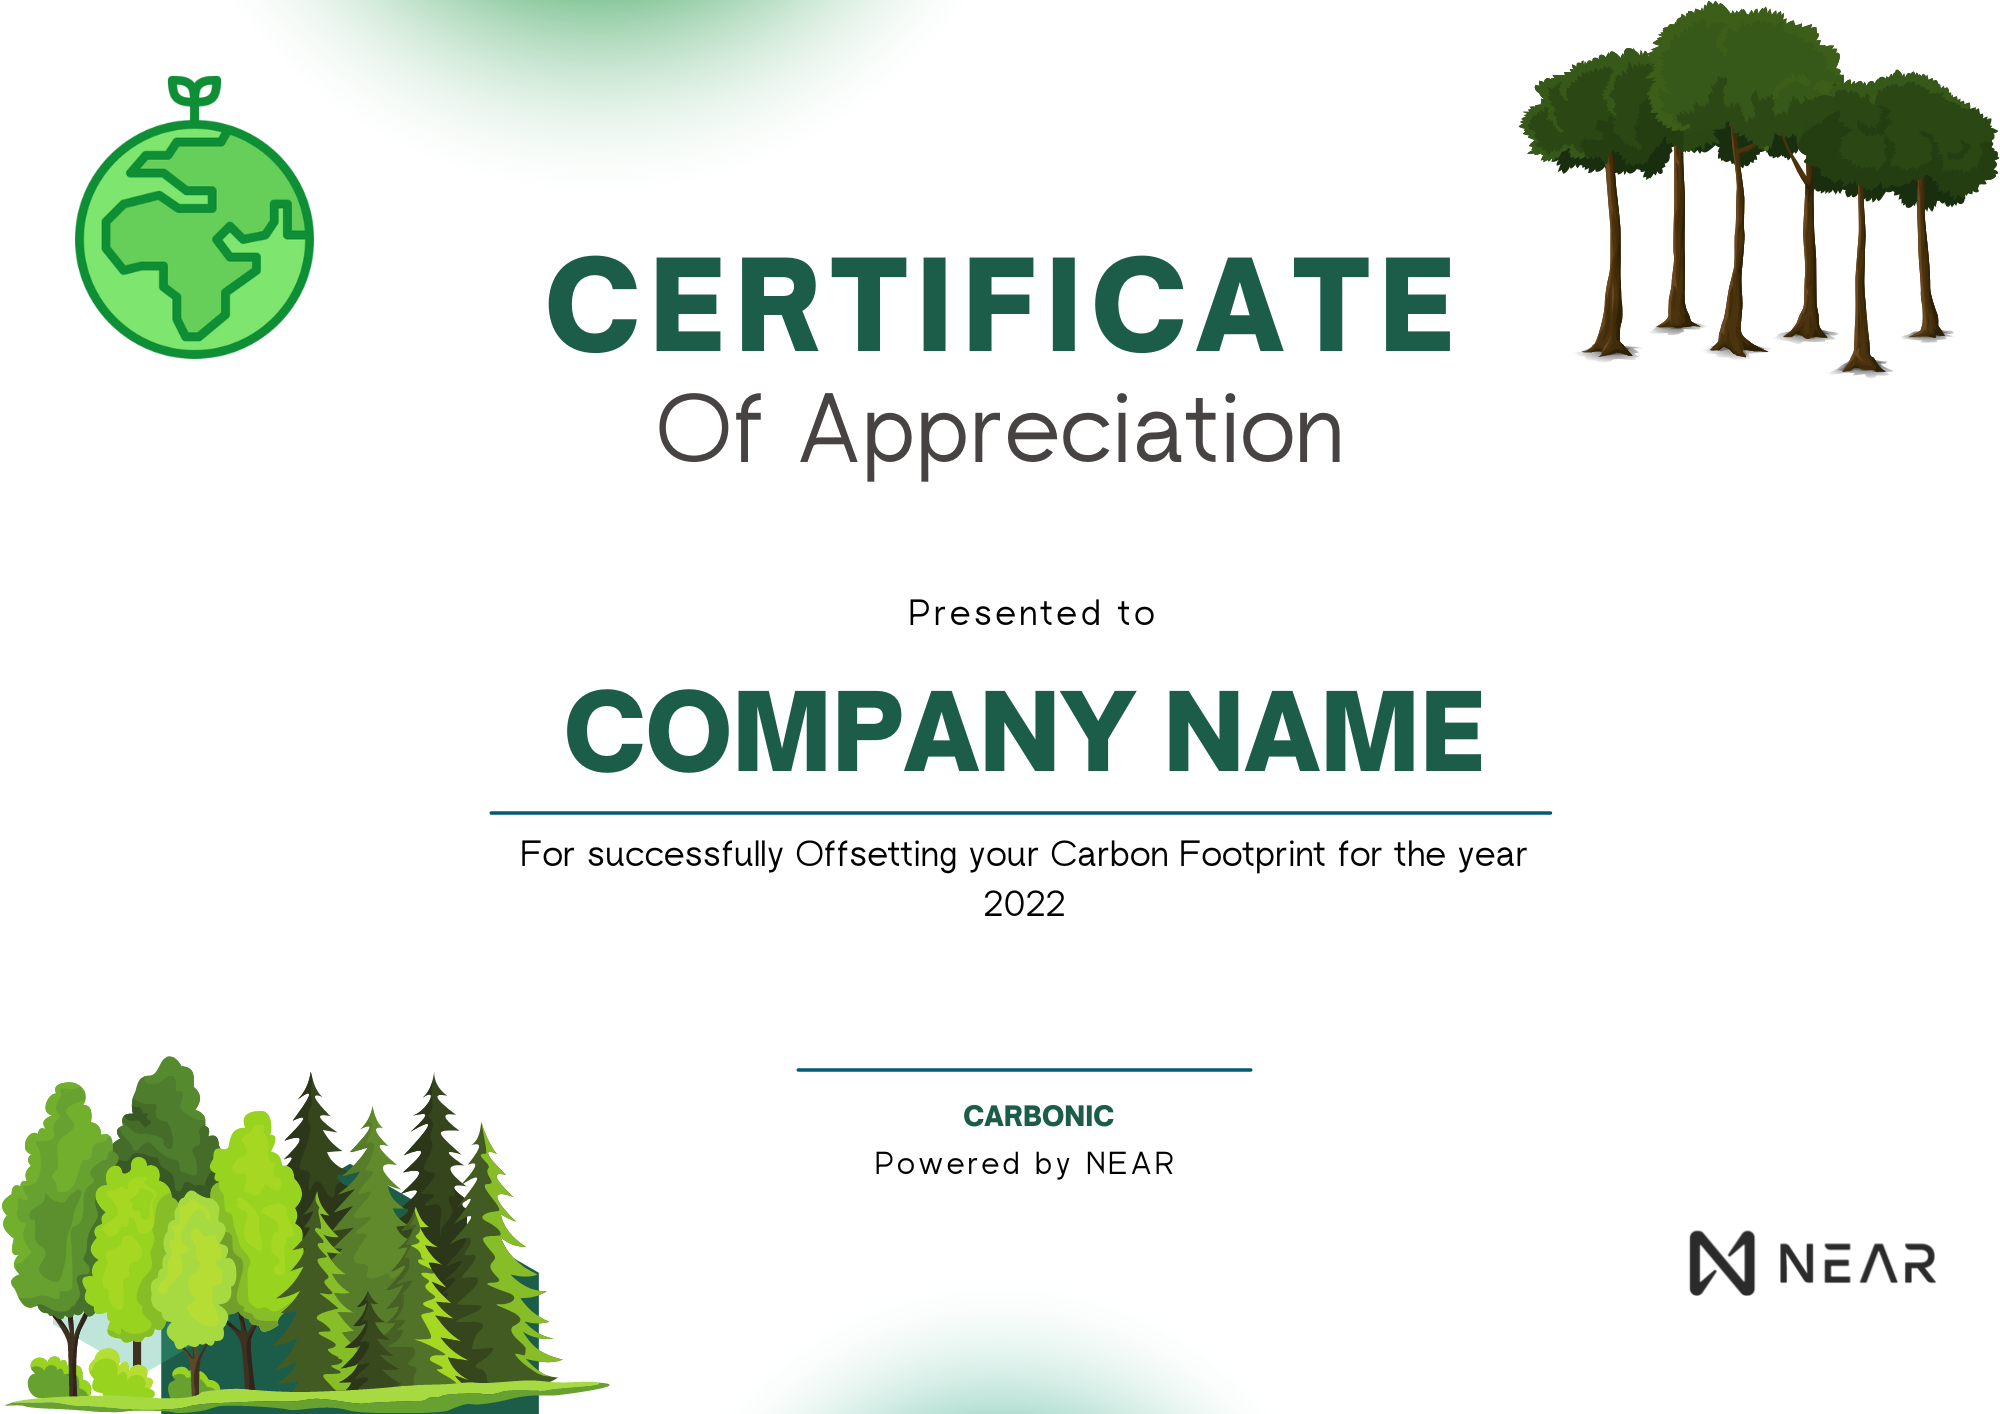 CERTIFICATE
Of Appreciation
Presented to
COMPANY NAME
For successfully Offsetting your Carbon Footprint for the year
2022
CARBONIC
Powered by NEAR
NEAR